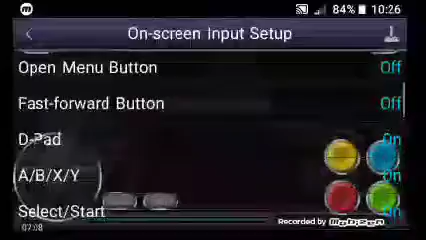 84% 10:26
On-screen Input Setup
Open Menu Button Off
Fast-forward Button Off
D-Pad On
A/B/X/Y On
Select/Start On
07:08
Recorded by Mobizen